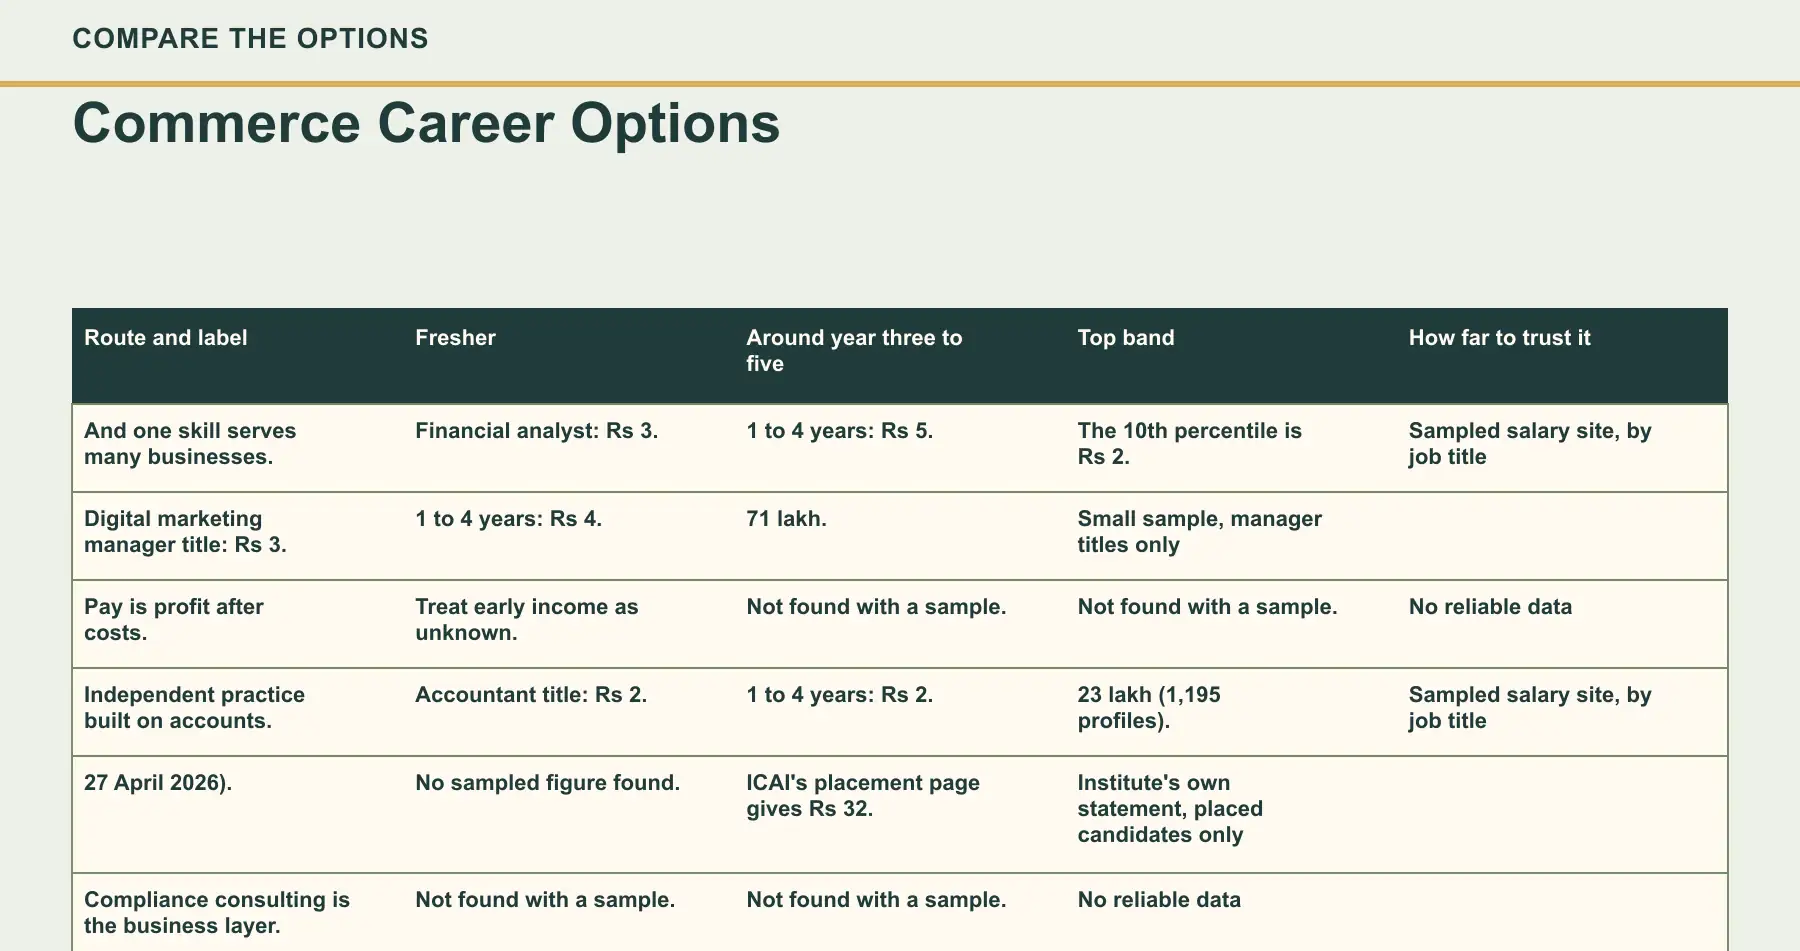 COMPARE THE OPTIONS
Commerce Career Options
Route and label
Fresher
Around year three to
five
Top band
How far to trust it
And one skill serves
many businesses.
Financial analyst: Rs 3.
1 to 4 years: Rs 5.
The 10th percentile is
Rs 2.
Sampled salary site, by
job title
Digital marketing
manager title: Rs 3.
1 to 4 years: Rs 4.
71 lakh.
Small sample, manager
titles only
Pay is profit after
costs.
Treat early income as
unknown.
Not found with a sample.
Not found with a sample.
No reliable data
Independent practice
built on accounts.
Accountant title: Rs 2.
1 to 4 years: Rs 2.
23 lakh (1,195
profiles).
Sampled salary site, by
job title
27 April 2026).
No sampled figure found.
ICAI's placement page
gives Rs 32.
Institute's own
statement, placed
candidates only
Compliance consulting is
the business layer.
Not found with a sample.
Not found with a sample.
No reliable data